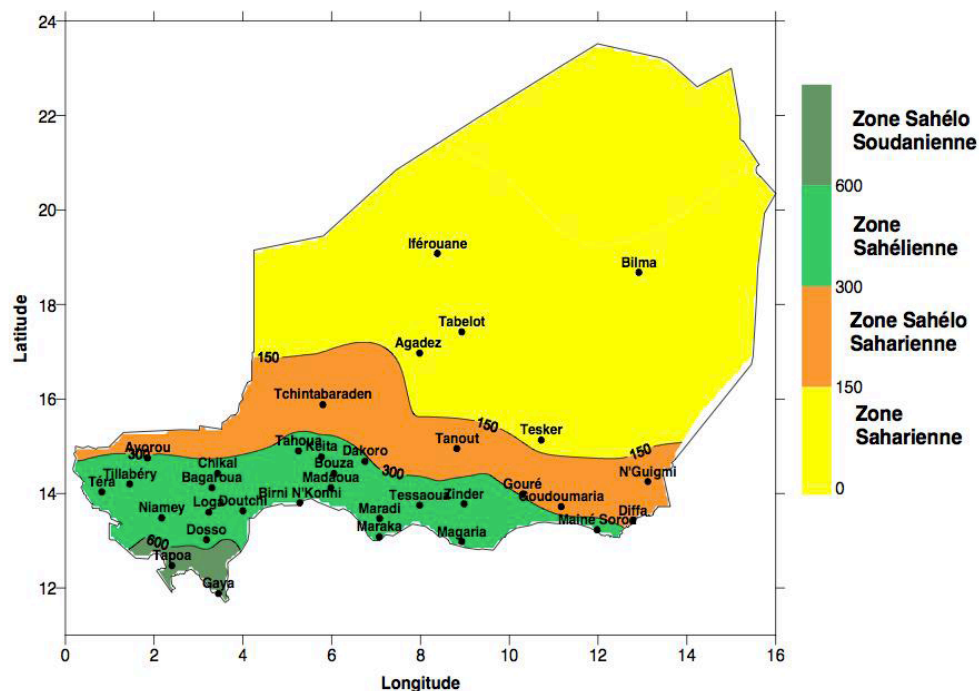 24
22
20
18
16
14
12
Latitude
0
2
4
6
8
10
12
14
16
Longitude
Iférouane
Bilma
Tabelot
Agadez
150
Tchintabaraden
150
Tesker
Tanout
150
Ayorou
300
Tahoua
Keita
Dakoro
N'Guigmi
Chikal
Bouza
300
Tillabéry
Bagaroua
Madaoua
Gouré
Téra
Birni N'Konni
Tessaoua
Zinder
Goudoumaria
Loga
Doutchi
Niamey
Maradi
Diffa
Maïné Soroa
Dosso
Maraka
Magaria
600
Tapoa
Gaya
Zone Sahélo
Soudanienne
600
Zone
Sahélienne
300
Zone Sahélo
Saharienne
150
Zone
Saharienne
0